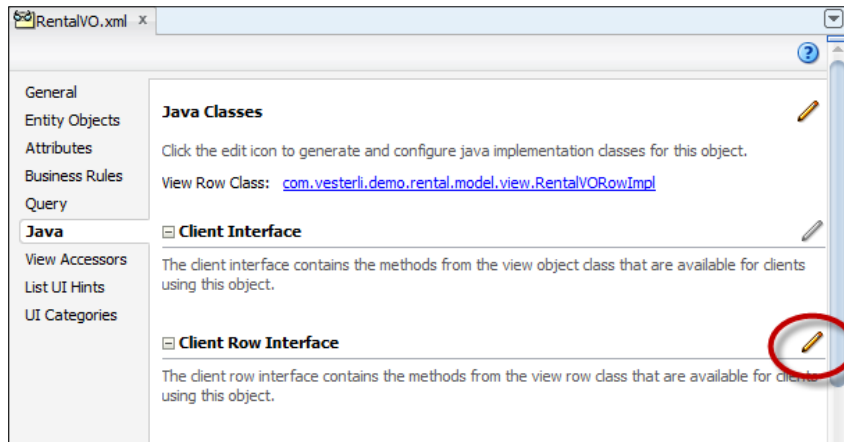 RentalVO.xml x
General
Entity Objects
Attributes
Business Rules
Query
Java
View Accessors
List UI Hints
UI Categories
Java Classes
Click the edit icon to generate and configure java implementation classes for this object.
View Row Class: com.vesterli.demo.rental.model.view.RentalVORowImpl
Client Interface
The client interface contains the methods from the view object class that are available for clients
using this object.
Client Row Interface
The client row interface contains the methods from the view row class that are available for clients
using this object.